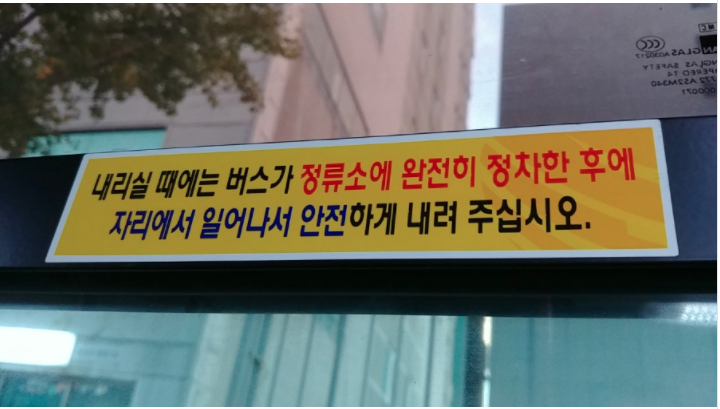 내리실 때에는 버스가 정류소에 완전히 정차한 후에
자리에서 일어나서 안전하게 내려 주십시오.